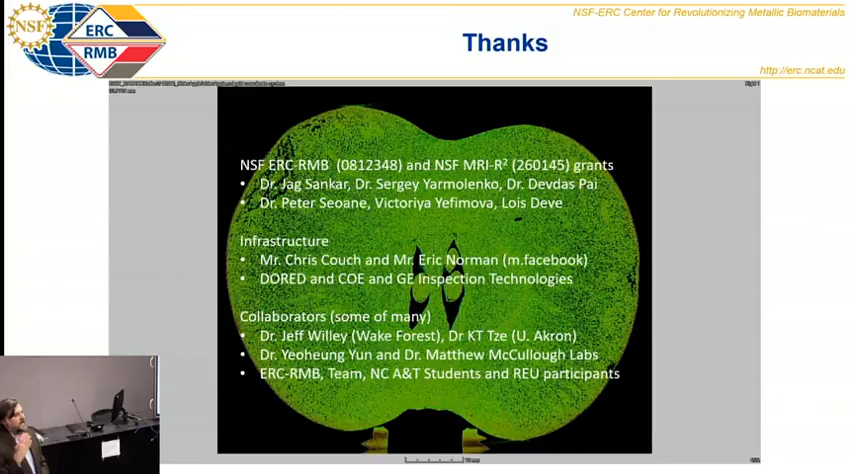 NSF-ERC Center for Revolutionizing Metallic Biomaterials
NSF
ERC
RMB
Thanks
http://erc.ncat.edu
NSF ERC-RMB (0812348) and NSF MRI-R² (260145) grants
• Dr. Jag Sankar, Dr. Sergey Yarmolenko, Dr. Devdas Pai
• Dr. Peter Seoane, Victoriya Yefimova, Lois Deve
Infrastructure
• Mr. Chris Couch and Mr. Eric Norman (m.facebook)
• DORED and COE and GE Inspection Technologies
Collaborators (some of many)
• Dr. Jeff Willey (Wake Forest), Dr KT Tze (U. Akron)
• Dr. Yeoheung Yun and Dr. Matthew McCullough Labs
• ERC-RMB, Team, NC A&T Students and REU participants